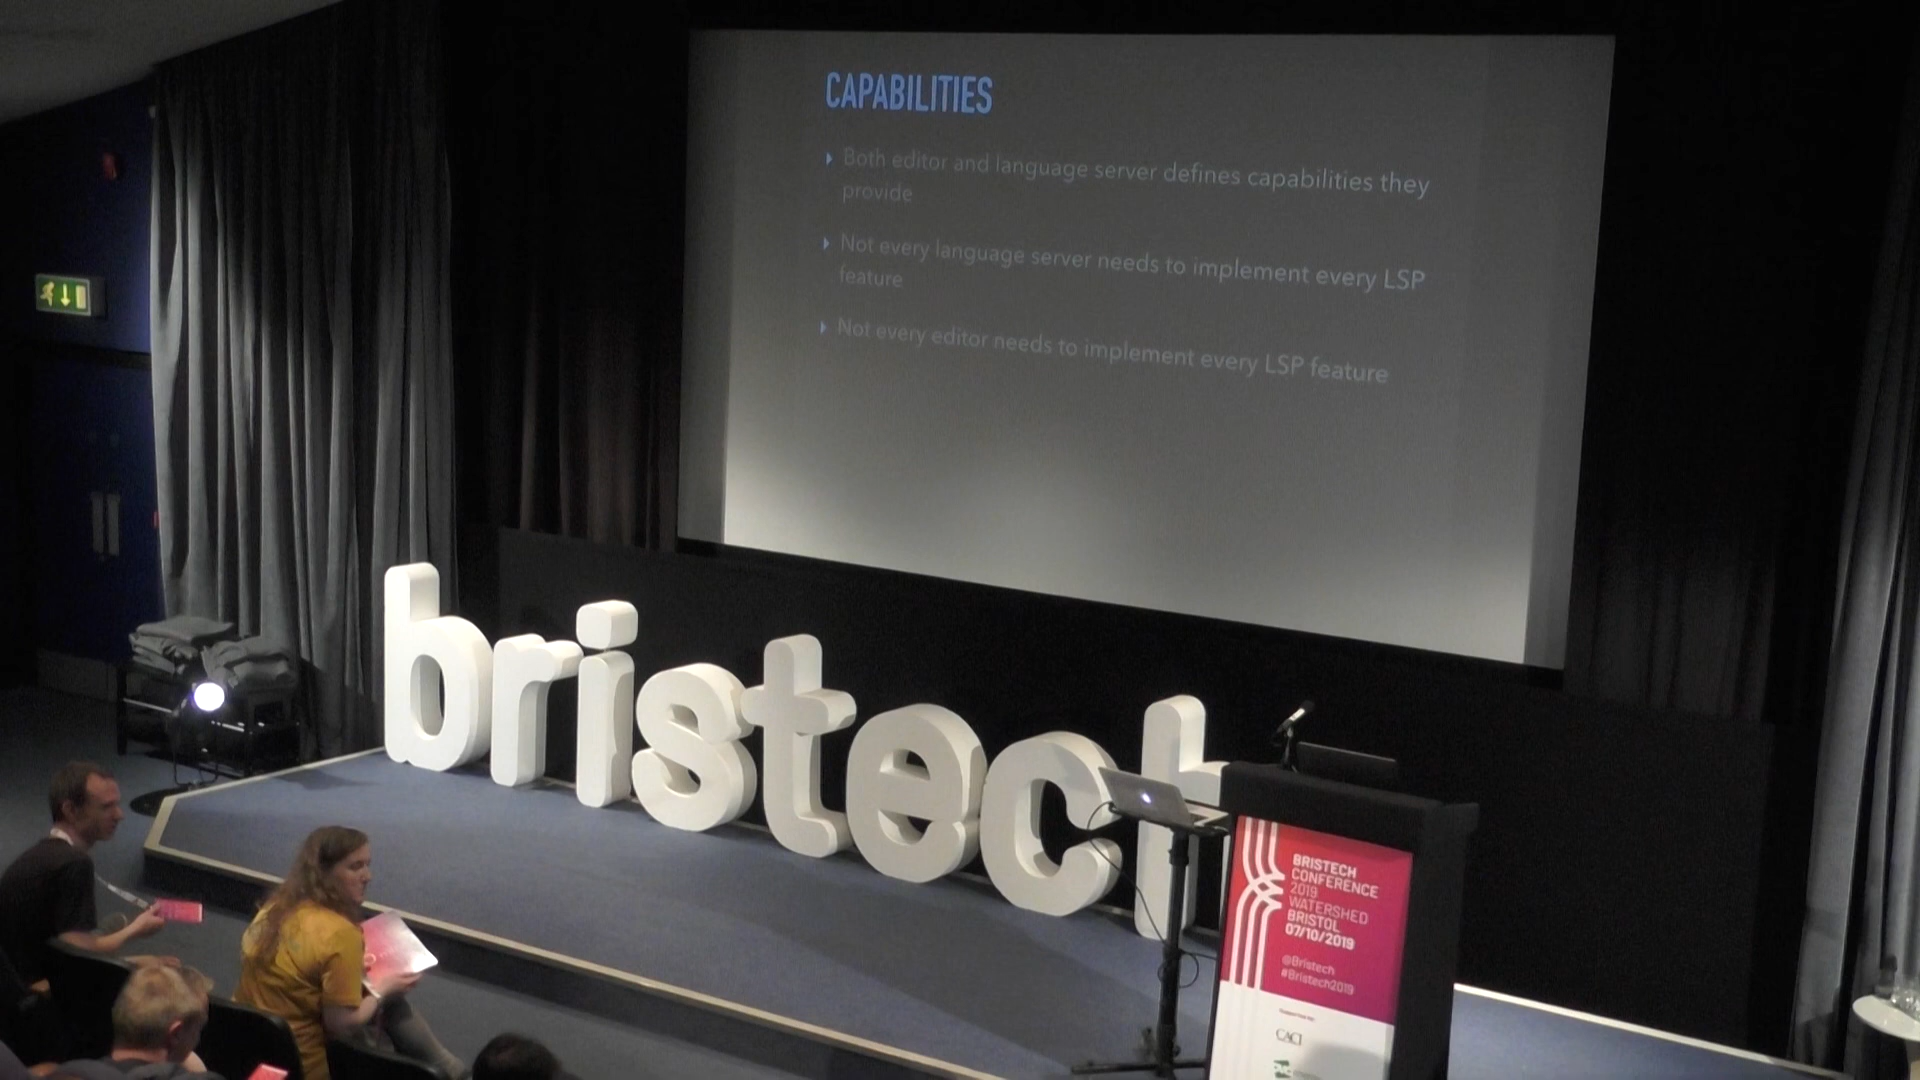 CAPABILITIES
Both editor and language server defines capabilities they
provide
Not every language server needs to implement every LSP
feature
Not every editor needs to implement every LSP feature
bristech
BRISTECH
CONFERENCE
2019
WATERSHED
BRISTOL
07/10/2019
@Bristech
#Bristech2019
CACI